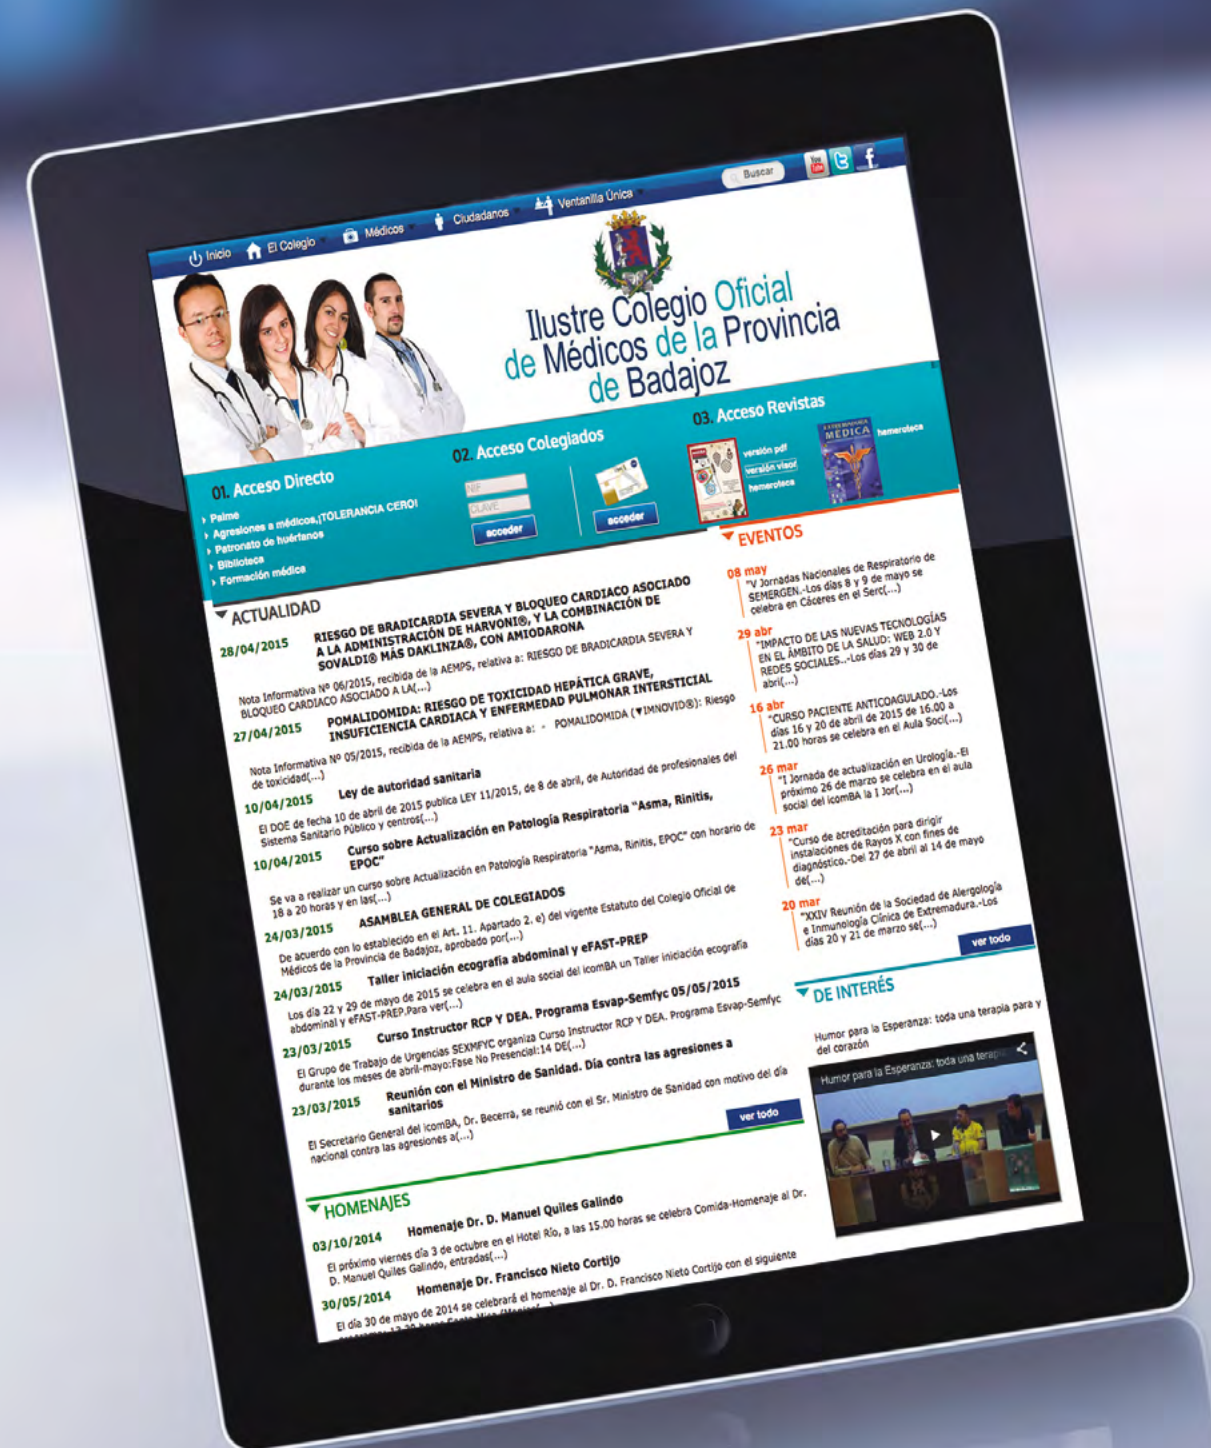 Inicio
El Colegio
Médicos
Ciudadanos
Ventanilla Única
Buscar
You
Tube
Ilustre Colegio Oficial
de Médicos de la Provincia
de Badajoz
01. Acceso Directo
Paime
Agresiones a médicos,¡TOLERANCIA CERO!
Patronato de huérfanos
Biblioteca
Formación médica
02. Acceso Colegiados
NIF
CLAVE
acceder
acceder
03. Acceso Revistas
versión pdf
versión visor
hemeroteca
MEDICA
hemeroteca
ACTUALIDAD
28/04/2015
RIESGO DE BRADICARDIA SEVERA Y BLOQUEO CARDIACO ASOCIADO
A LA ADMINISTRACIÓN DE HARVONI®, Y LA COMBINACIÓN DE
SOVALDI® MÁS DAKLINZA®, CON AMIODARONA
Nota Informativa Nº 06/2015, recibida de la AEMPS, relativa a: RIESGO DE BRADICARDIA SEVERA Y
BLOQUEO CARDIACO ASOCIADO A LA(...)
27/04/2015
POMALIDOMIDA: RIESGO DE TOXICIDAD HEPÁTICA GRAVE,
INSUFICIENCIA CARDIACA Y ENFERMEDAD PULMONAR INTERSTICIAL
Nota Informativa Nº 05/2015, recibida de la AEMPS, relativa a: - POMALIDOMIDA (▼IMNOVID®): Riesgo
de toxicidad(...)
10/04/2015
Ley de autoridad sanitaria
El DOE de fecha 10 de abril de 2015 publica LEY 11/2015, de 8 de abril, de Autoridad de profesionales del
Sistema Sanitario Público y centros(...)
10/04/2015
Curso sobre Actualización en Patología Respiratoria "Asma, Rinitis,
EPOC"
Se va a realizar un curso sobre Actualización en Patología Respiratoria "Asma, Rinitis, EPOC" con horario de
18 a 20 horas y en las(...)
24/03/2015
ASAMBLEA GENERAL DE COLEGIADOS
De acuerdo con lo establecido en el Art. 11. Apartado 2. e) del vigente Estatuto del Colegio Oficial de
Médicos de la Provincia de Badajoz, aprobado por(...)
24/03/2015
Taller iniciación ecografía abdominal y eFAST-PREP
Los día 22 y 29 de mayo de 2015 se celebra en el aula social del icomBA un Taller iniciación ecografía
abdominal y eFAST-PREP.Para ver(...)
23/03/2015
Curso Instructor RCP Y DEA. Programa Esvap-Semfyc 05/05/2015
El Grupo de Trabajo de Urgencias SEXMFYC organiza Curso Instructor RCP Y DEA. Programa Esvap-Semfyc
durante los meses de abril-mayo:Fase No Presencial:14 DE(...)
23/03/2015
Reunión con el Ministro de Sanidad. Día contra las agresiones a
sanitarios
El Secretario General del icomBA, Dr. Becerra, se reunió con el Sr. Ministro de Sanidad con motivo del día
nacional contra las agresiones a(...)
ver todo
HOMENAJES
03/10/2014
Homenaje Dr. D. Manuel Quiles Galindo
El próximo viernes día 3 de octubre en el Hotel Río, a las 15.00 horas se celebra Comida-Homenaje al Dr.
D. Manuel Quiles Galindo, entradas(...)
30/05/2014
Homenaje Dr. Francisco Nieto Cortijo
El día 30 de mayo de 2014 se celebrará el homenaje al Dr. D. Francisco Nieto Cortijo con el siguiente
EVENTOS
08 may
"V Jornadas Nacionales de Respiratorio de
SEMERGEN.-Los días 8 y 9 de mayo se
celebra en Cáceres en el Serç(...)
29 abr
"IMPACTO DE LAS NUEVAS TECNOLOGÍAS
EN EL ÁMBITO DE LA SALUD: WEB 2.0 Y
REDES SOCIALES..-Los días 29 y 30 de
abril(...)
16 abr
"CURSO PACIENTE ANTICOAGULADO.-Los
días 16 y 20 de abril de 2015 de 16.00 a
21.00 horas se celebra en el Aula Soci(...)
26 mar
"I Jornada de actualización en Urología.-El
próximo 26 de marzo se celebra en el aula
social del icomBA la I Jor(...)
23 mar
"Curso de acreditación para dirigir
instalaciones de Rayos X con fines de
diagnóstico.-Del 27 de abril al 14 de mayo
de(...)
20 mar
"XXIV Reunión de la Sociedad de Alergología
e Inmunología Clínica de Extremadura.-Los
días 20 y 21 de marzo se(...)
ver todo
DE INTERÉS
Humor para la Esperanza: toda una terapia para y
del corazón
Humor para la Esperanza: toda una terapia